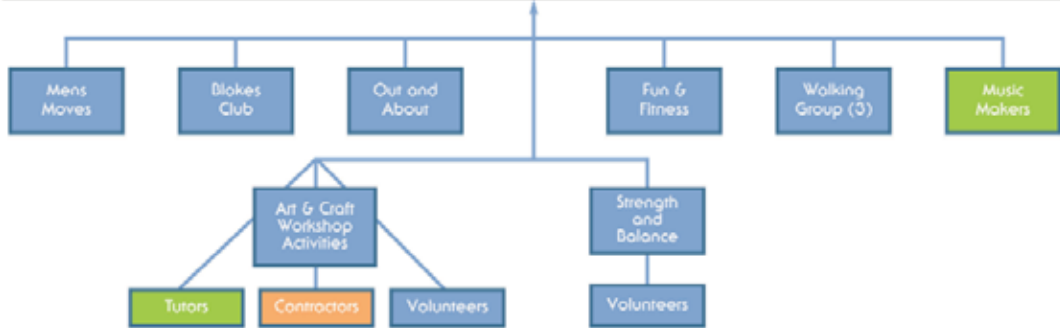 Mens
Moves
Blokes
Club
Out and
About
Fun &
Fitness
Walking
Group (3)
Music
Makers
Art & Craft
Workshop
Activities
Strength
and
Balance
Tutors
Contractors
Volunteers
Volunteers